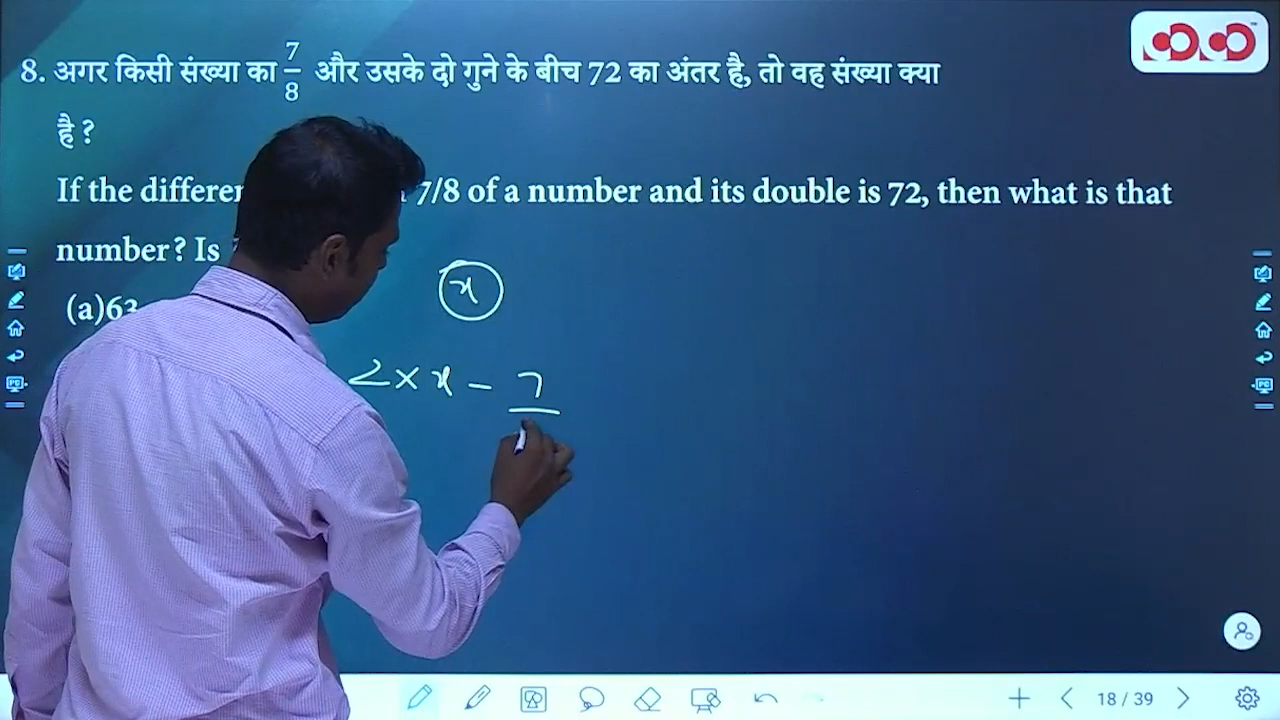 8. अगर किसी संख्या का 7/8 और उसके दो गुने के बीच 72 का अंतर है, तो वह संख्या क्या
है ?
If the 7/8 of a number and its double is 72, then what is that
number? Is
(a)63
x
2 × x - 7
18 / 39